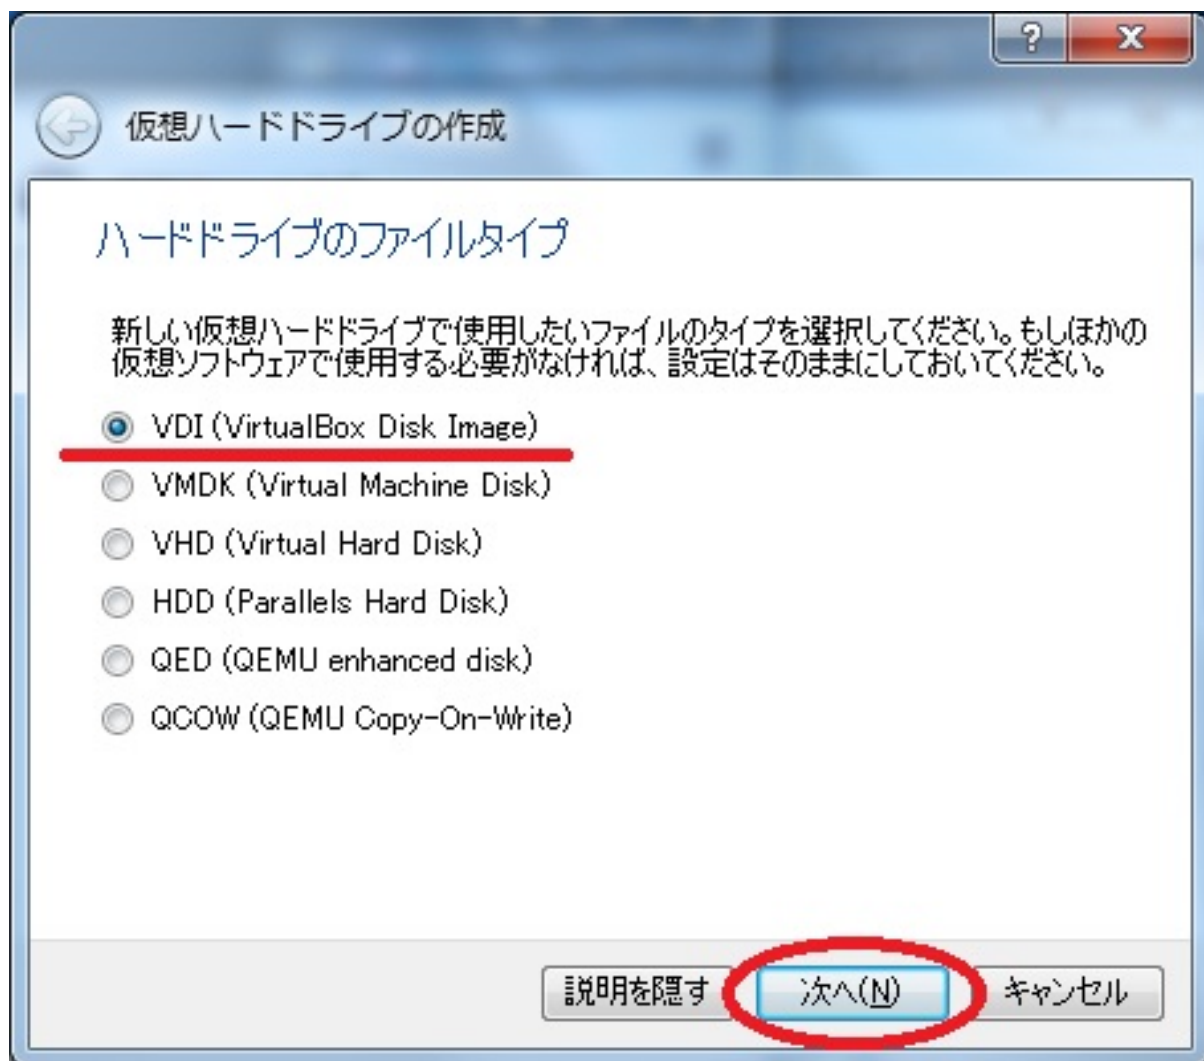 ?
仮想ハードドライブの作成
ハードドライブのファイルタイプ
新しい仮想ハードドライブで使用したいファイルのタイプを選択してください。もしほかの
仮想ソフトウェアで使用する必要がなければ、設定はそのままにしておいてください。
VDI (VirtualBox Disk Image)
VMDK (Virtual Machine Disk)
VHD (Virtual Hard Disk)
HDD (Parallels Hard Disk)
QED (QEMU enhanced disk)
QCOW (QEMU Copy-On-Write)
説明を隠す 次へ(N) キャンセル